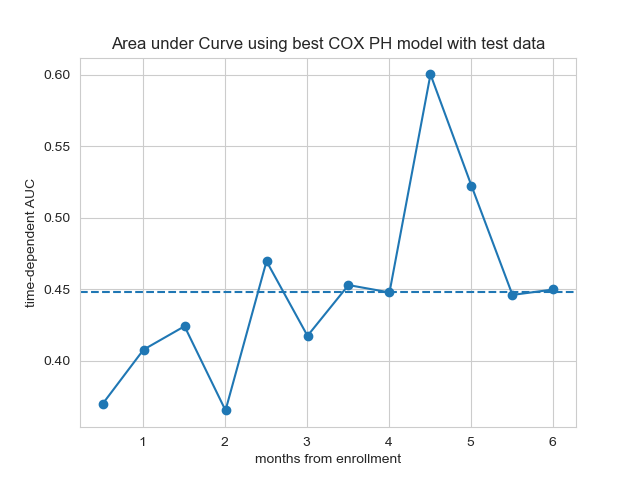 Area under Curve using best COX PH model with test data
time-dependent AUC
0.60
0.55
0.50
0.45
0.40
1 2 3 4 5 6
months from enrollment